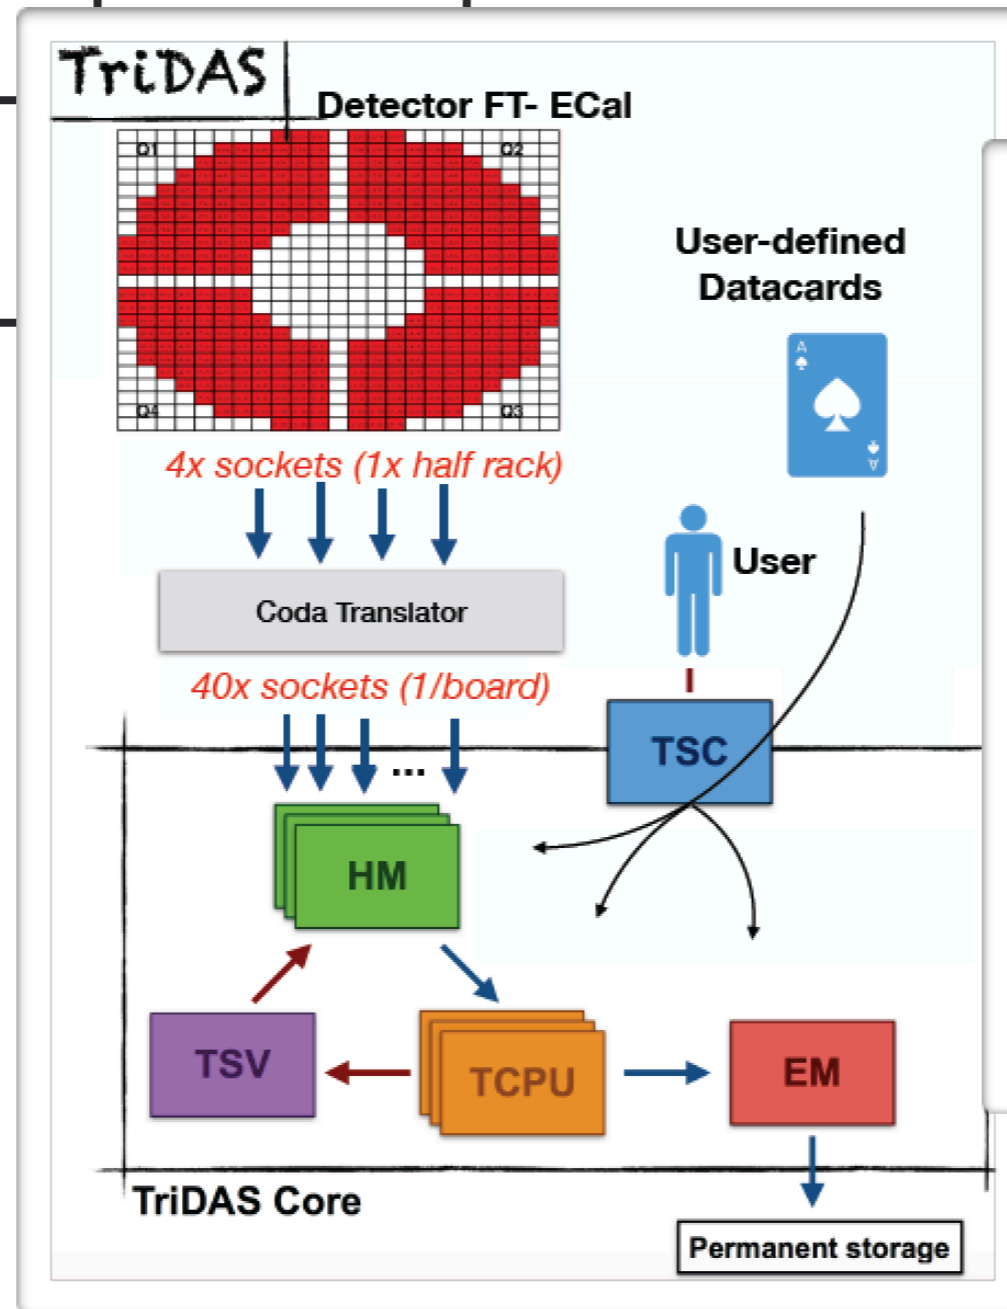 TriDAS
Detector FT- ECal
Q1
Q2
Q4
Q3
User-defined
Datacards
A
A
4x sockets (1x half rack)
User
Coda Translator
40x sockets (1/board)
TSC
...
HM
TSV
TCPU
EM
TriDAS Core
Permanent storage